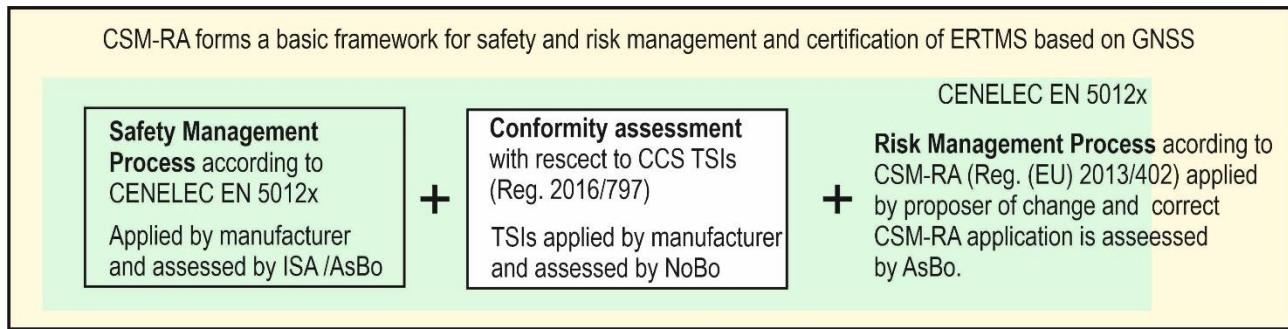 CSM-RA forms a basic framework for safety and risk management and certification of ERTMS based on GNSS
Safety Management
Process according to
CENELEC EN 5012x
Applied by manufacturer
and assessed by ISA /AsBo
+
Conformity assessment
with rescect to CCS TSIs
(Reg. 2016/797)
TSIs applied by manufacturer
and assessed by NoBo
+
CENELEC EN 5012x
Risk Management Process acording to
CSM-RA (Reg. (EU) 2013/402) applied
by proposer of change and correct
CSM-RA application is asseessed
by AsBo.